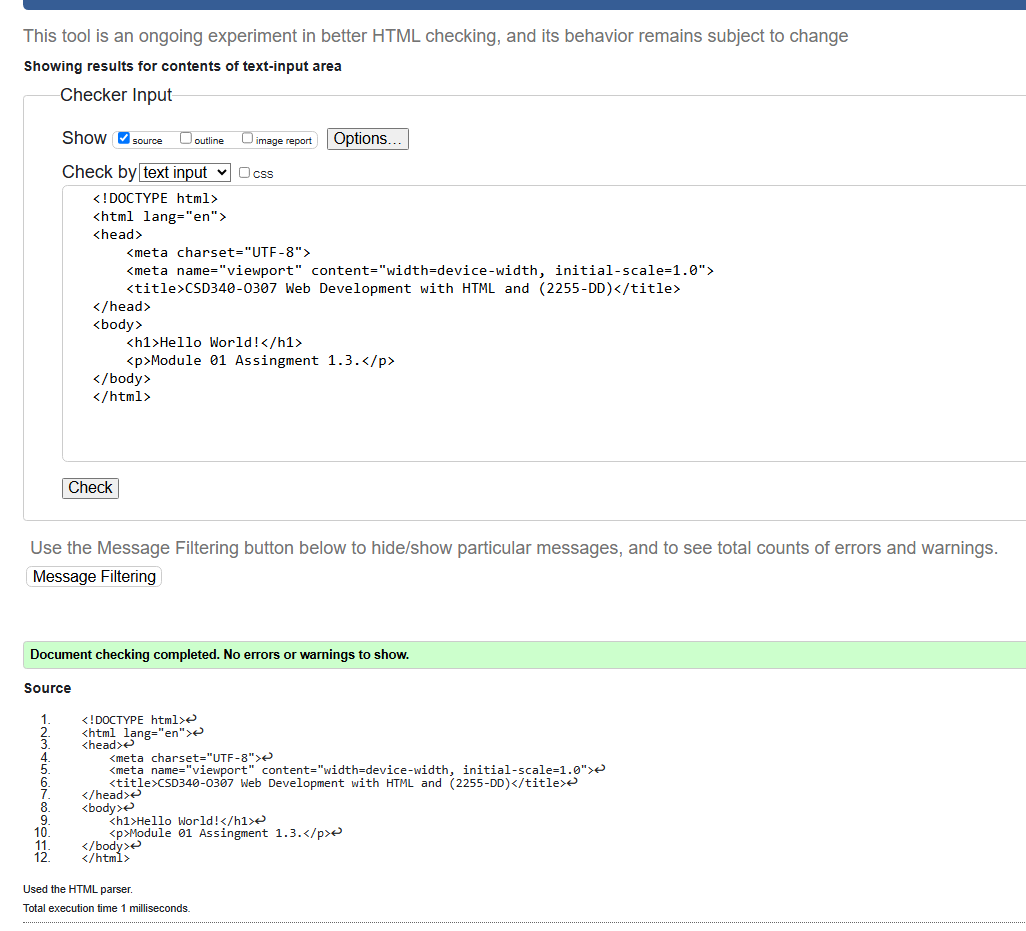 This tool is an ongoing experiment in better HTML checking, and its behavior remains subject to change
Showing results for contents of text-input area
Checker Input
Show source outline image report Options...
Check by text input css
<!DOCTYPE html>
<html lang="en">
<head>
    <meta charset="UTF-8">
    <meta name="viewport" content="width=device-width, initial-scale=1.0">
    <title>CSD340-O307 Web Development with HTML and (2255-DD)</title>
</head>
<body>
    <h1>Hello World!</h1>
    <p>Module 01 Assingment 1.3.</p>
</body>
</html>
Check
Use the Message Filtering button below to hide/show particular messages, and to see total counts of errors and warnings.
Message Filtering
Document checking completed. No errors or warnings to show.
Source
1. <!DOCTYPE html>↩
2. <html lang="en">↩
3. <head>↩
4.     <meta charset="UTF-8">↩
5.     <meta name="viewport" content="width=device-width, initial-scale=1.0">↩
6.     <title>CSD340-O307 Web Development with HTML and (2255-DD)</title>↩
7. </head>↩
8. <body>↩
9.     <h1>Hello World!</h1>↩
10.     <p>Module 01 Assingment 1.3.</p>↩
11. </body>↩
12. </html>
Used the HTML parser.
Total execution time 1 milliseconds.